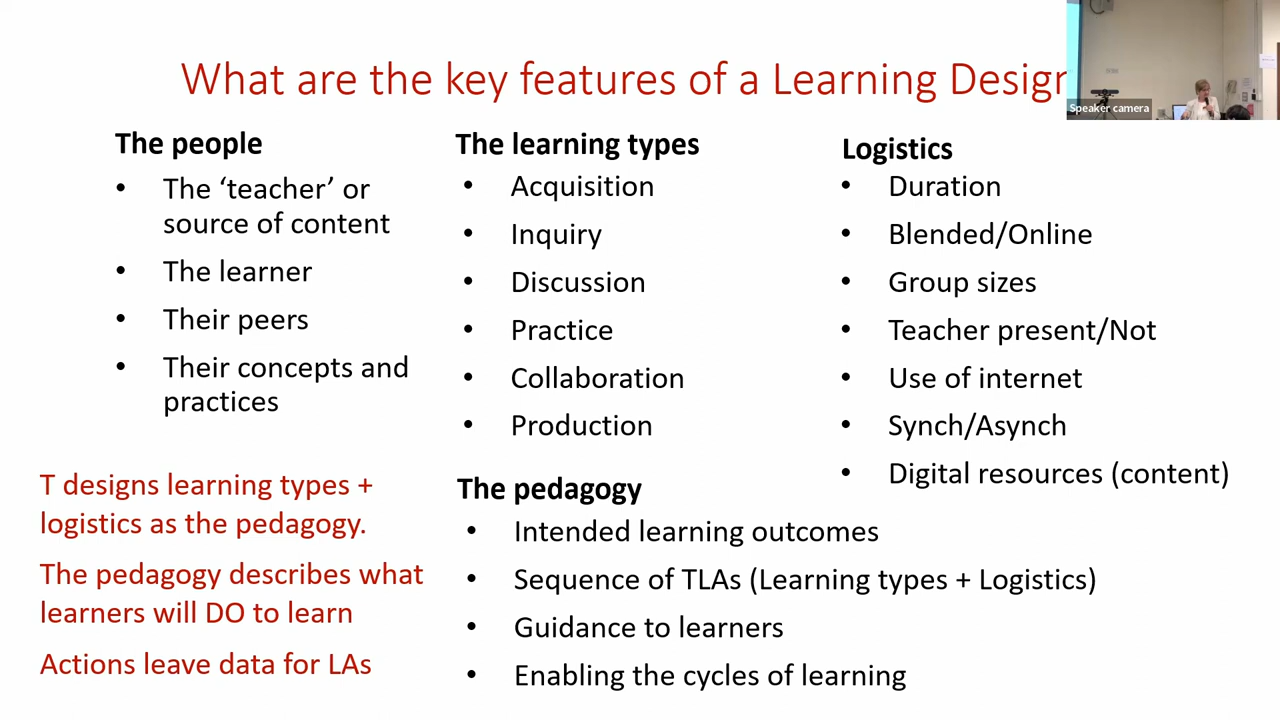 What are the key features of a Learning Design
Speaker camera
The people
• The ‘teacher’ or
source of content
• The learner
• Their peers
• Their concepts and
practices
T designs learning types +
logistics as the pedagogy.
The pedagogy describes what
learners will DO to learn
Actions leave data for LAs
The learning types
• Acquisition
• Inquiry
• Discussion
• Practice
• Collaboration
• Production
The pedagogy
• Intended learning outcomes
• Sequence of TLAs (Learning types + Logistics)
• Guidance to learners
• Enabling the cycles of learning
Logistics
• Duration
• Blended/Online
• Group sizes
• Teacher present/Not
• Use of internet
• Synch/Asynch
• Digital resources (content)